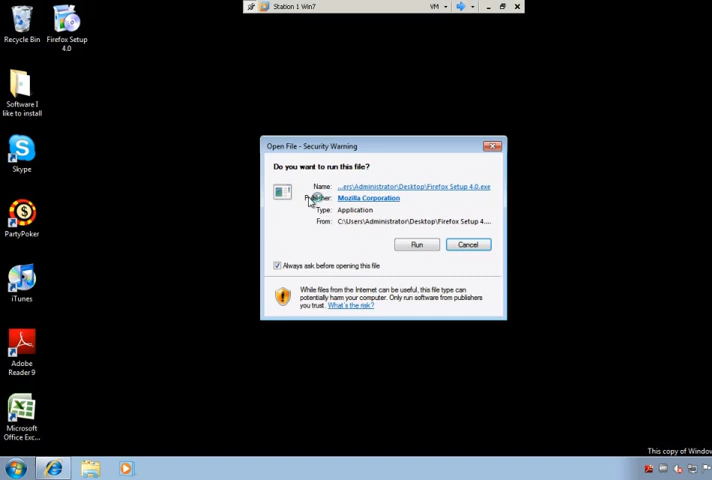 Station 1 Win7
VM
Recycle Bin
Firefox Setup
4.0
Software I
like to install
Skype
PartyPoker
iTunes
Adobe
Reader 9
Microsoft
Office Exc...
Open File - Security Warning
Do you want to run this file?
Name: ...ers\Administrator\Desktop\Firefox Setup 4.0.exe
Publisher: Mozilla Corporation
Type: Application
From: C:\Users\Administrator\Desktop\Firefox Setup 4....
Run
Cancel
Always ask before opening this file
While files from the Internet can be useful, this file type can
potentially harm your computer. Only run software from publishers
you trust. What's the risk?
This copy of Window